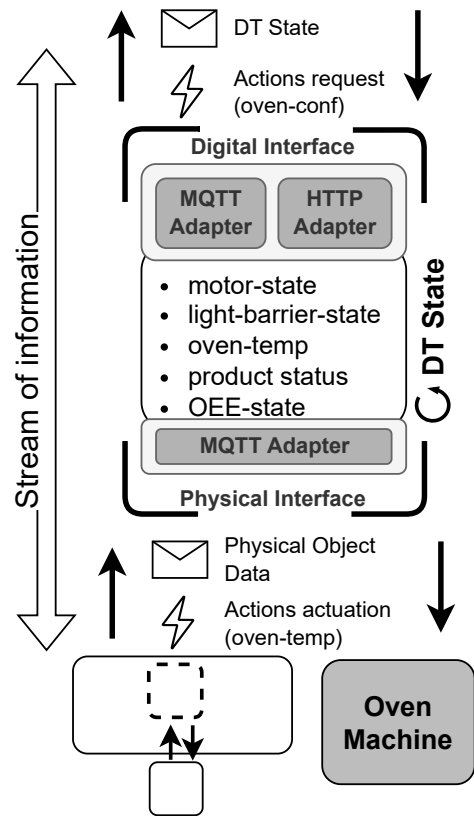 DT State
Actions request
(oven-conf)
Digital Interface
MQTT
Adapter
HTTP
Adapter
• motor-state
• light-barrier-state
• oven-temp
• product status
• OEE-state
DT State
MQTT Adapter
Physical Interface
Stream of information
Physical Object
Data
Actions actuation
(oven-temp)
Oven
Machine